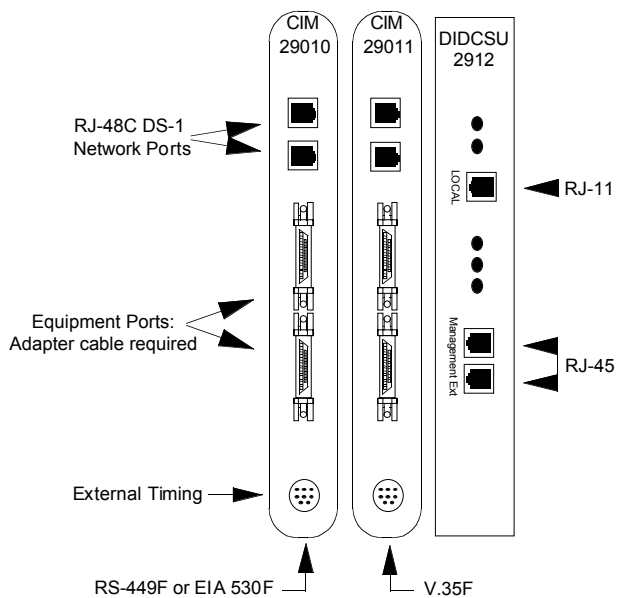 CIM
29010
CIM
29011
DIDCSU
2912
RJ-48C DS-1
Network Ports
LOCAL
RJ-11
Equipment Ports:
Adapter cable required
Management Ext
RJ-45
External Timing
RS-449F or EIA 530F
V.35F